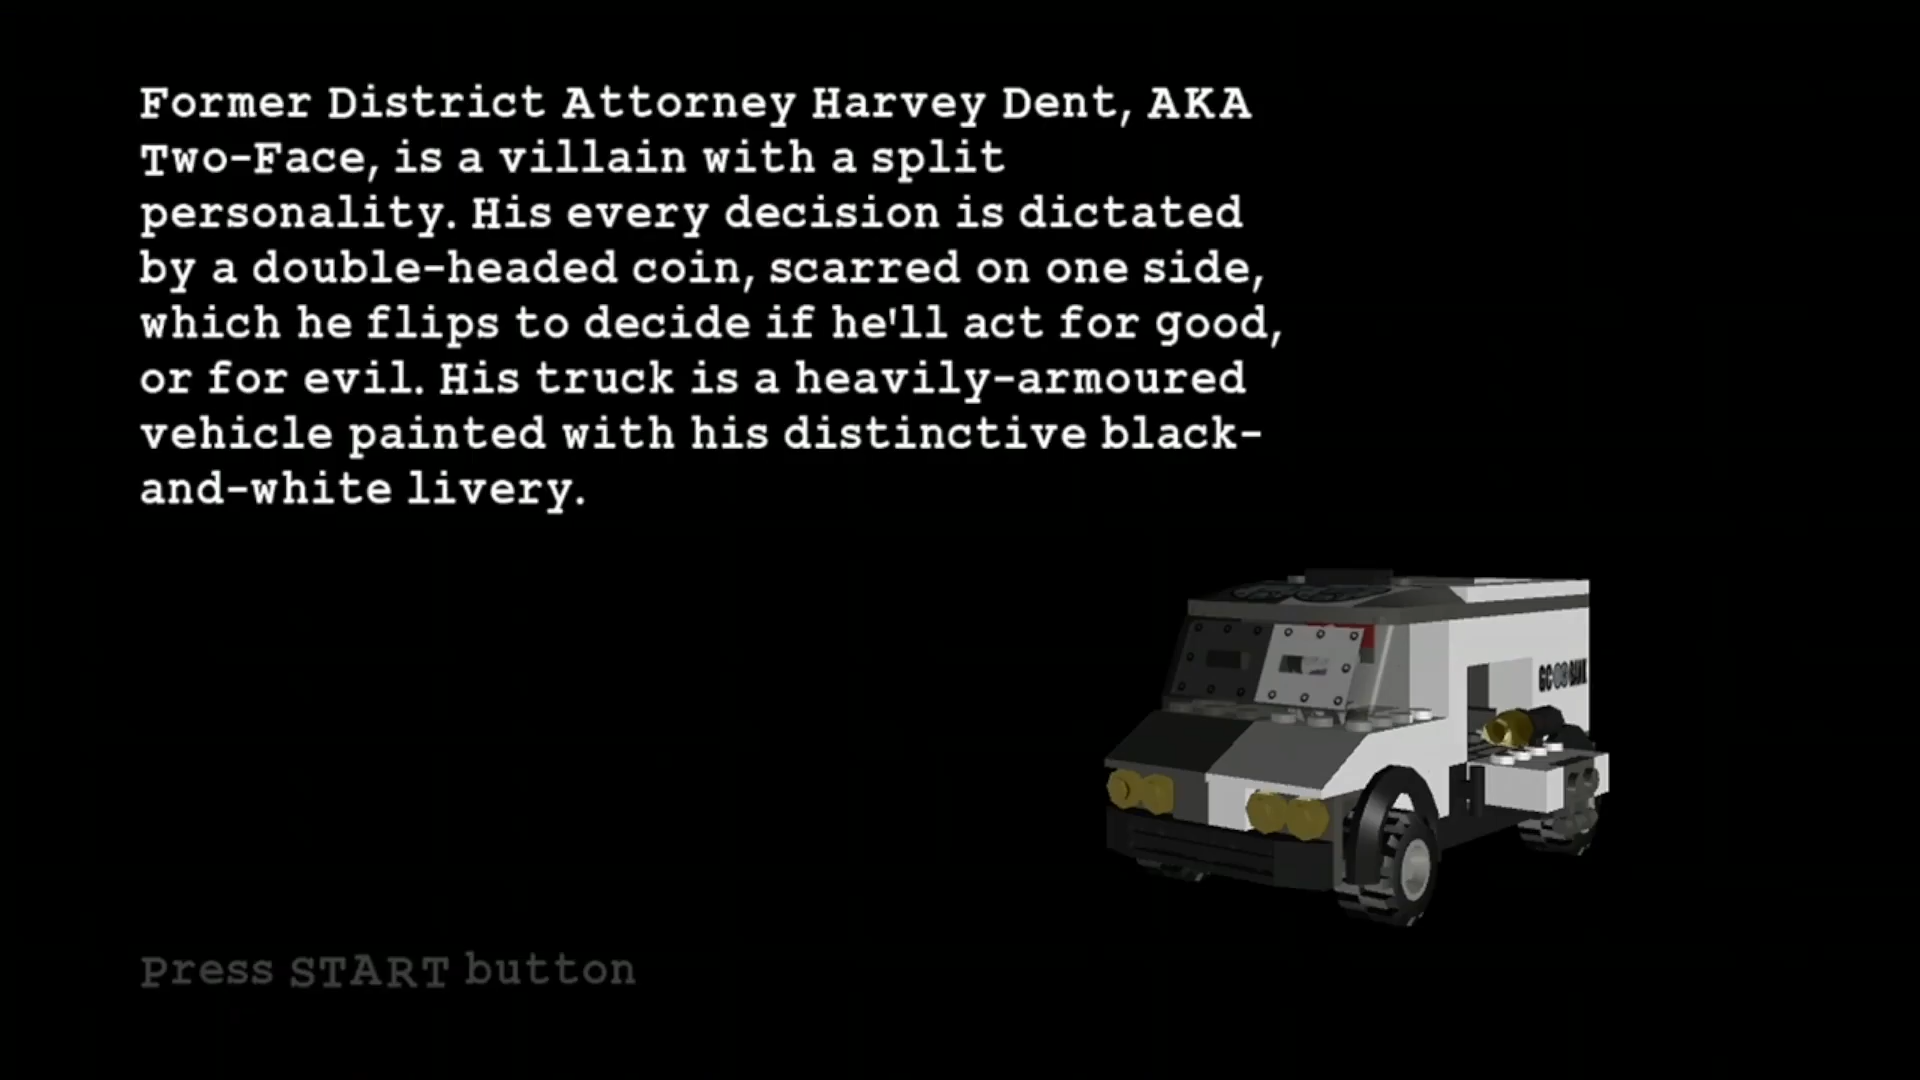 Former District Attorney Harvey Dent, AKA
Two-Face, is a villain with a split
personality. His every decision is dictated
by a double-headed coin, scarred on one side,
which he flips to decide if he'll act for good,
or for evil. His truck is a heavily-armoured
vehicle painted with his distinctive black-
and-white livery.
Press START button